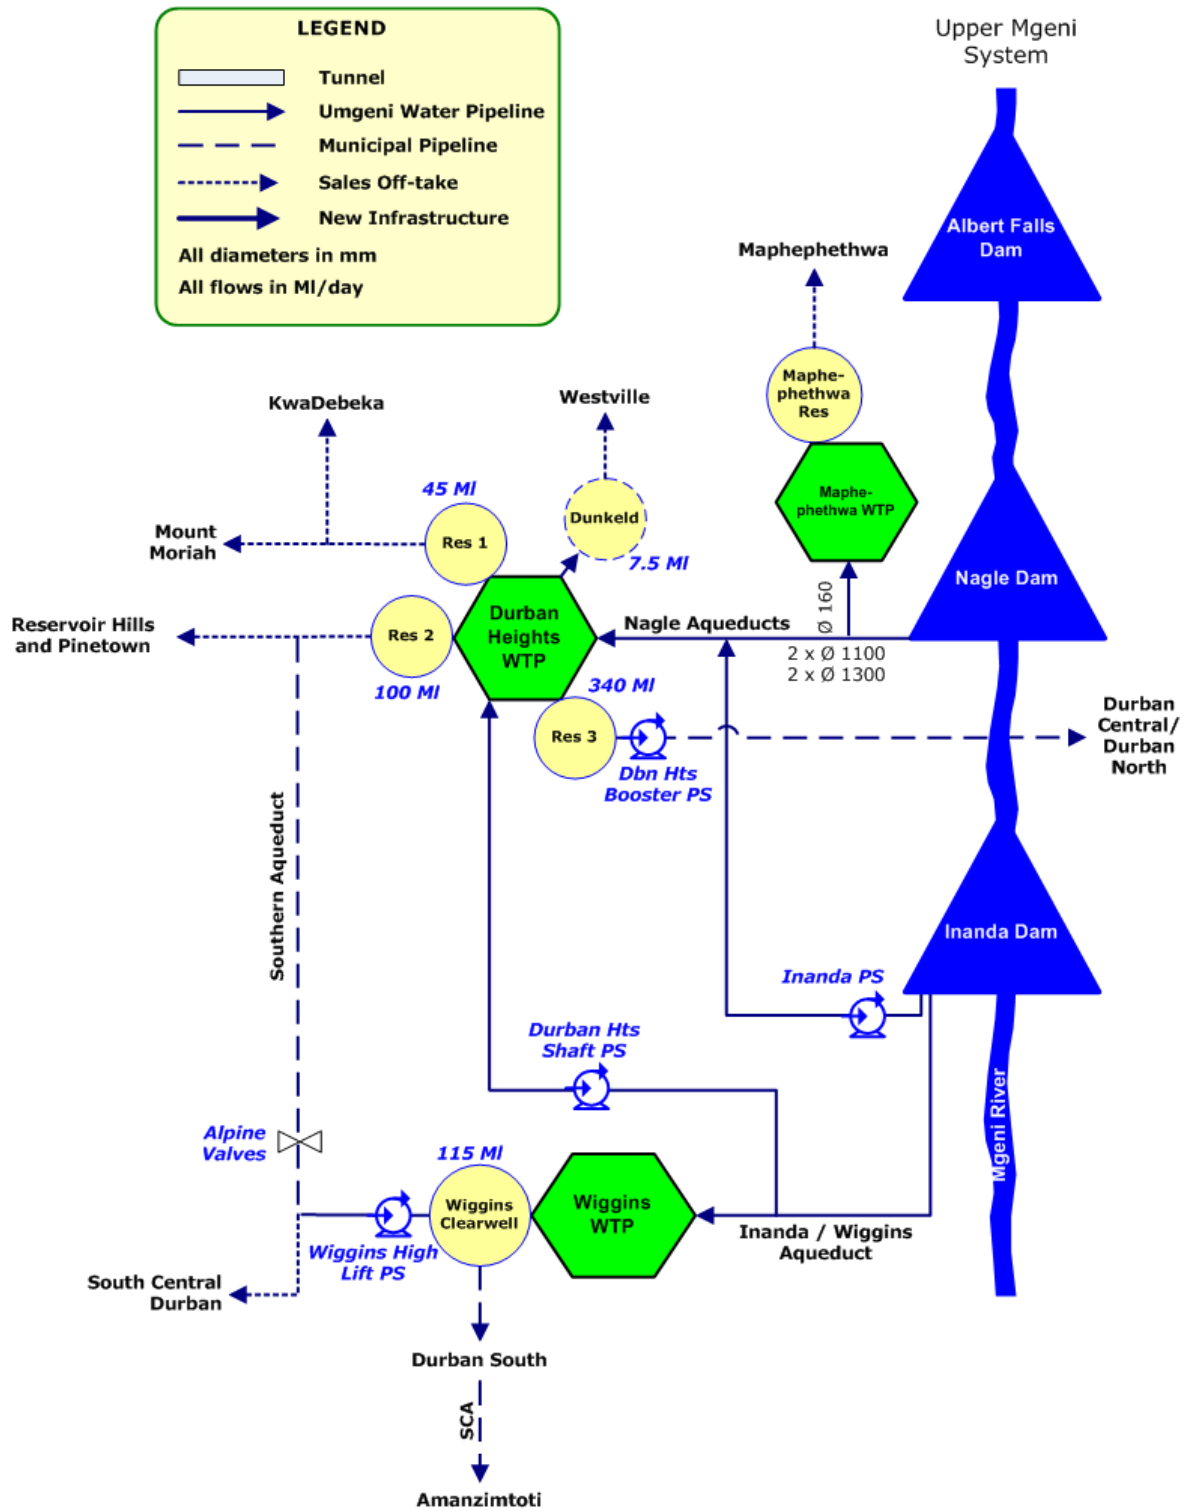 LEGEND
Tunnel
Umgeni Water Pipeline
Municipal Pipeline
Sales Off-take
New Infrastructure
All diameters in mm
All flows in Ml/day
Upper Mgeni
System
Albert Falls
Dam
Maphephethwa
Maphe-
phethwa
Res
Maphe-
phethwa WTP
KwaDebeka
Westville
45 Ml
Res 1
Dunkeld
7.5 Ml
Mount
Moriah
Nagle Dam
Ø 160
Reservoir Hills
and Pinetown
Res 2
100 Ml
Durban
Heights
WTP
Nagle Aqueducts
2 x Ø 1100
2 x Ø 1300
340 Ml
Res 3
Dbn Hts
Booster PS
Durban
Central/
Durban
North
Southern Aqueduct
Inanda Dam
Inanda PS
Durban Hts
Shaft PS
Mgeni River
Alpine
Valves
115 Ml
Wiggins
Clearwell
Wiggins
WTP
Inanda / Wiggins
Aqueduct
Wiggins High
Lift PS
South Central
Durban
Durban South
SCA
Amanzimtoti